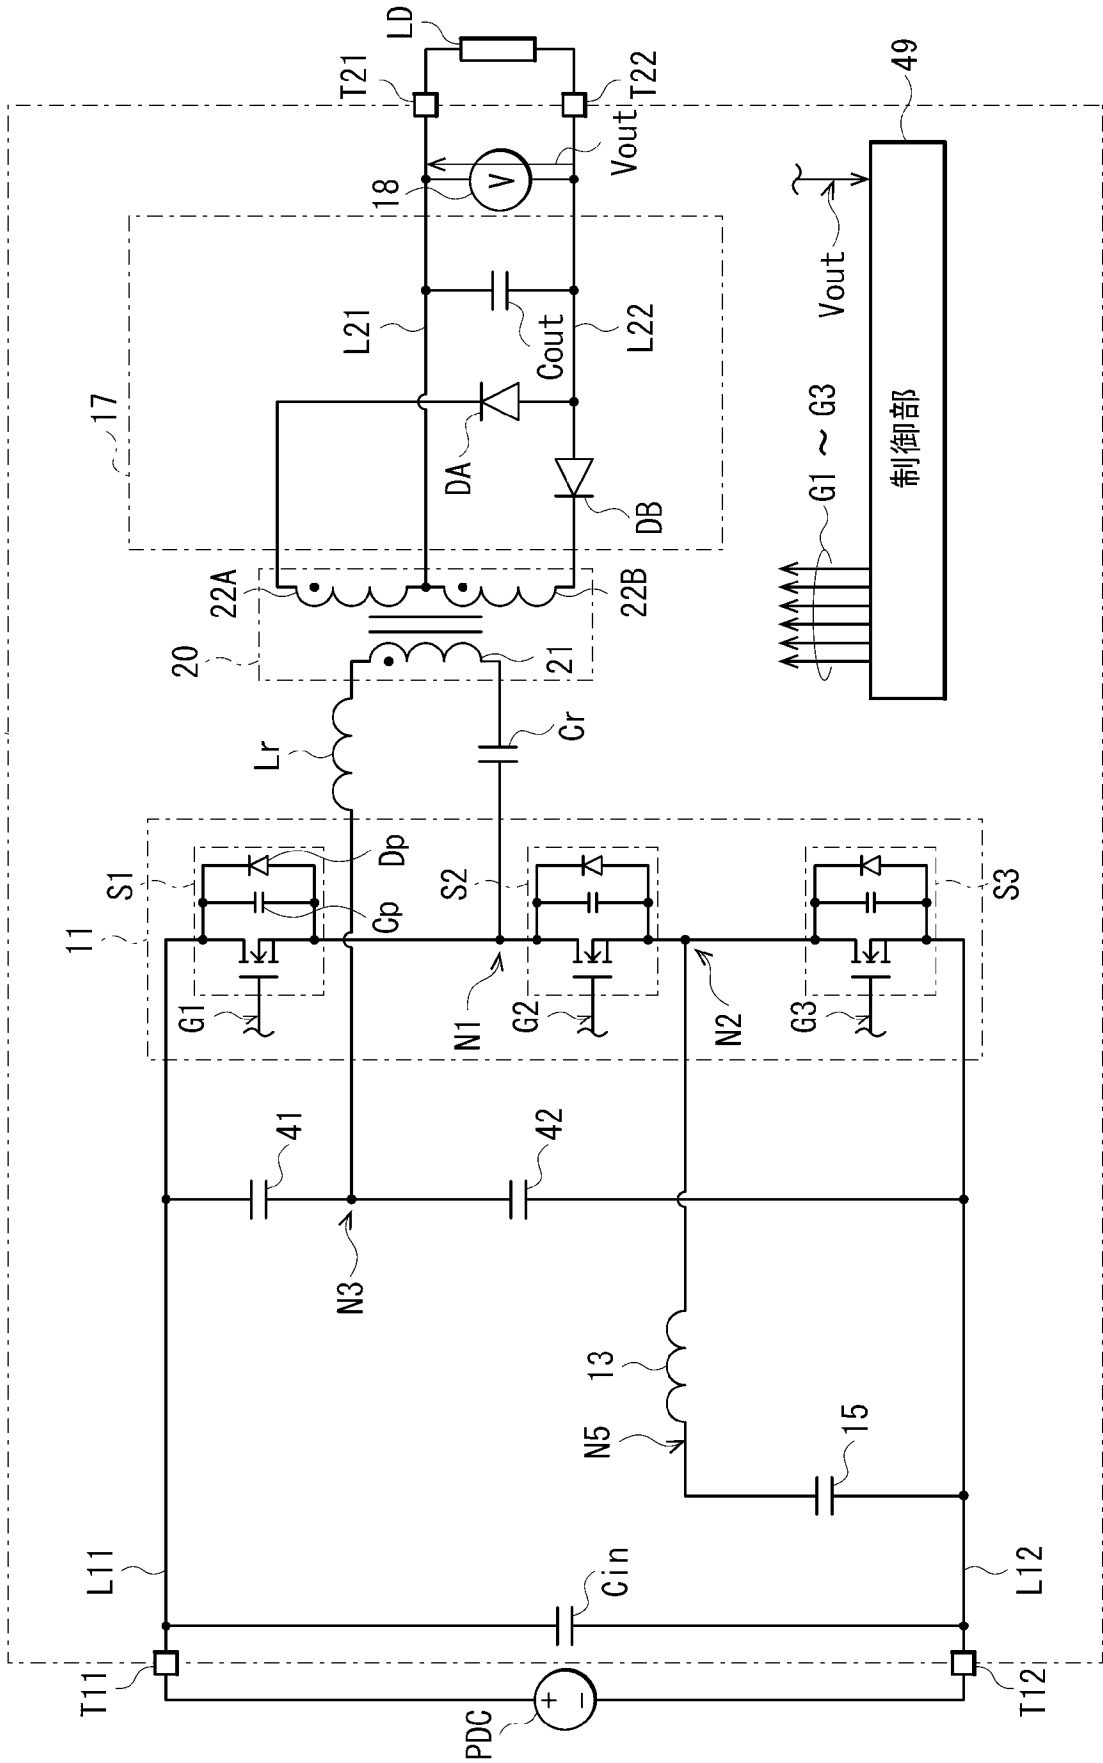 PDC
+
−
T11
T12
L11
L12
Cin
N5
13
15
N3
41
42
11
S1
G1
Cp
Dp
N1
S2
G2
N2
G3
S3
Lr
Cr
20
21
22A
22B
17
DA
DB
L21
L22
Cout
18
V
Vout
T21
T22
LD
G1 〜 G3
Vout
制御部
49